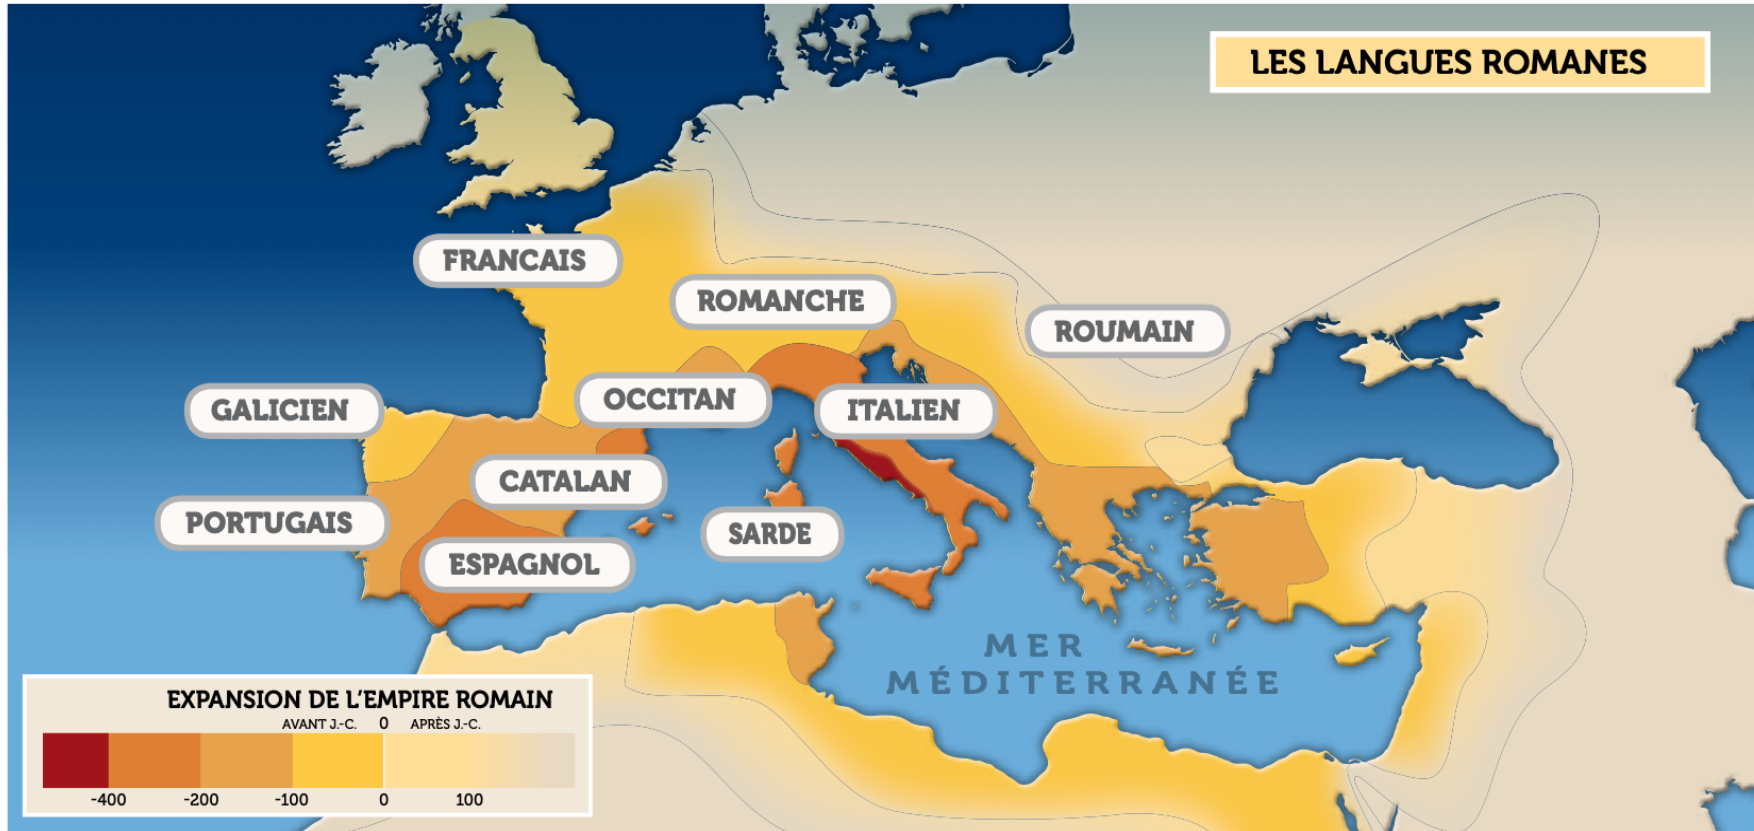 LES LANGUES ROMANES
FRANCAIS
ROMANCHE
ROUMAIN
OCCITAN
ITALIEN
GALICIEN
CATALAN
PORTUGAIS
SARDE
ESPAGNOL
MER
MÉDITERRANÉE
EXPANSION DE L'EMPIRE ROMAIN
AVANT J.-C. 0 APRÈS J.-C.
-400 -200 -100 0 100